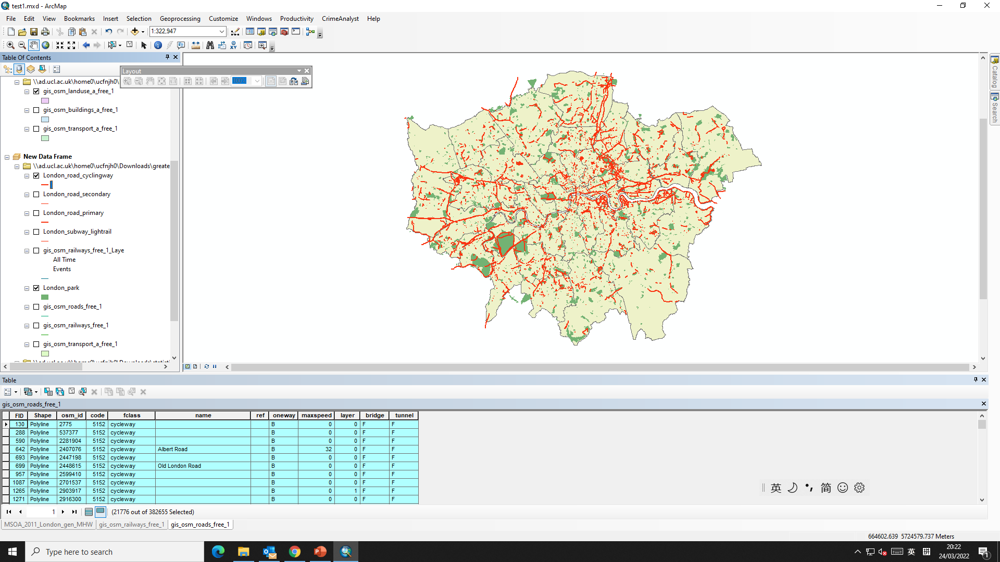 test1.mxd - ArcMap
File Edit View Bookmarks Insert Selection Geoprocessing Customize Windows Productivity CrimeAnalyst Help
1:322,947
Table Of Contents
Layout
100%
\\ad.ucl.ac.uk\home0\ucfnjh0\
gis_osm_landuse_a_free_1
gis_osm_buildings_a_free_1
gis_osm_transport_a_free_1
New Data Frame
\\ad.ucl.ac.uk\home0\ucfnjh0\Downloads\greate
London_road_cyclingway
London_road_secondary
London_road_primary
London_subway_lightrail
gis_osm_railways_free_1_Laye
All Time
Events
London_park
gis_osm_roads_free_1
gis_osm_railways_free_1
gis_osm_transport_a_free_1
Catalog
Search
Table
gis_osm_roads_free_1
FID Shape osm_id code fclass name ref oneway maxspeed layer bridge tunnel
130 Polyline 2775 5152 cycleway B 0 0 F F
288 Polyline 537377 5152 cycleway B 0 0 F F
590 Polyline 2281904 5152 cycleway B 0 0 F F
642 Polyline 2407076 5152 cycleway Albert Road B 32 0 F F
693 Polyline 2447198 5152 cycleway B 0 0 F F
699 Polyline 2448615 5152 cycleway Old London Road B 0 0 F F
957 Polyline 2599410 5152 cycleway B 0 0 F F
1087 Polyline 2701537 5152 cycleway B 0 0 F F
1265 Polyline 2903917 5152 cycleway B 0 1 F F
1271 Polyline 2916300 5152 cycleway B 0 0 F F
英 简
1 (21776 out of 382655 Selected)
MSOA_2011_London_gen_MHW gis_osm_railways_free_1 gis_osm_roads_free_1
664602.639 5724579.737 Meters
Type here to search
英 拼
20:22
24/03/2022
1